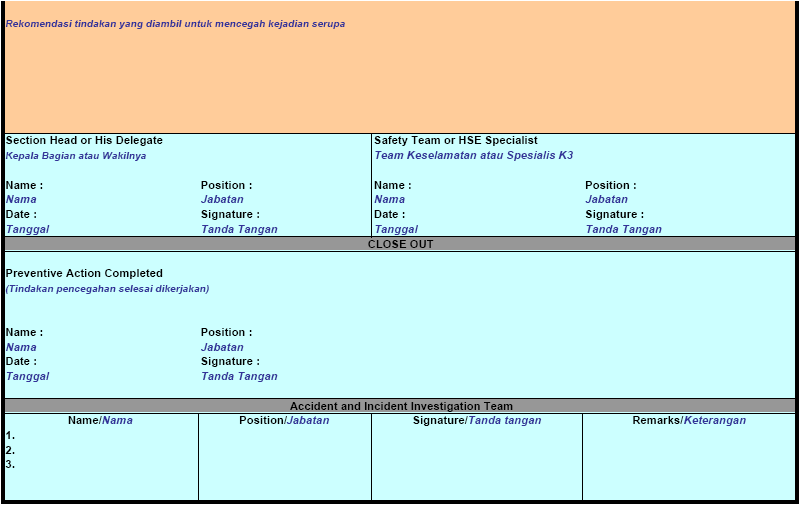 Rekomendasi tindakan yang diambil untuk mencegah kejadian serupa
Section Head or His Delegate
Kepala Bagian atau Wakilnya
Name : Position :
Nama Jabatan
Date : Signature :
Tanggal Tanda Tangan
Safety Team or HSE Specialist
Team Keselamatan atau Spesialis K3
Name : Position :
Nama Jabatan
Date : Signature :
Tanggal Tanda Tangan
CLOSE OUT
Preventive Action Completed
(Tindakan pencegahan selesai dikerjakan)
Name : Position :
Nama Jabatan
Date : Signature :
Tanggal Tanda Tangan
Accident and Incident Investigation Team
Name/Nama Position/Jabatan Signature/Tanda tangan Remarks/Keterangan
1.
2.
3.